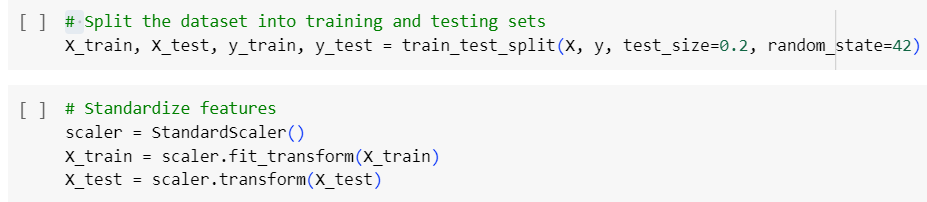 [ ] # Split the dataset into training and testing sets
X_train, X_test, y_train, y_test = train_test_split(X, y, test_size=0.2, random_state=42)
[ ] # Standardize features
scaler = StandardScaler()
X_train = scaler.fit_transform(X_train)
X_test = scaler.transform(X_test)